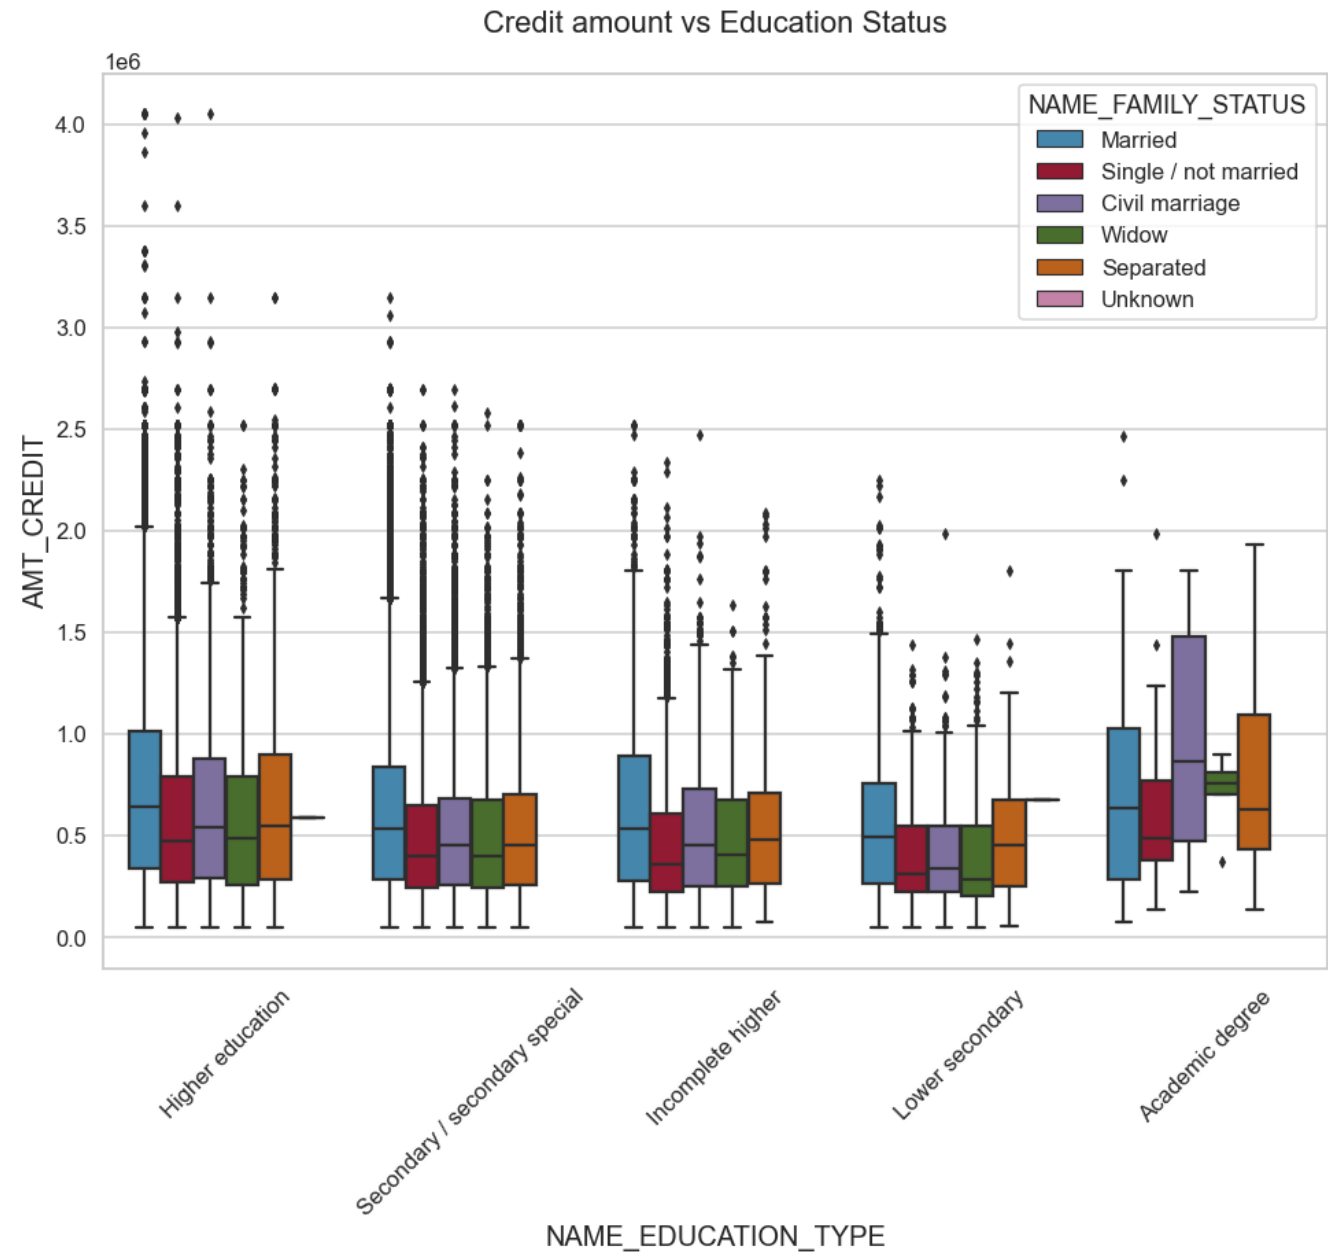 Credit amount vs Education Status
1e6
4.0
3.5
3.0
2.5
2.0
1.5
1.0
0.5
0.0
AMT_CREDIT
NAME_FAMILY_STATUS
Married
Single / not married
Civil marriage
Widow
Separated
Unknown
Higher education
Secondary / secondary special
Incomplete higher
Lower secondary
Academic degree
NAME_EDUCATION_TYPE